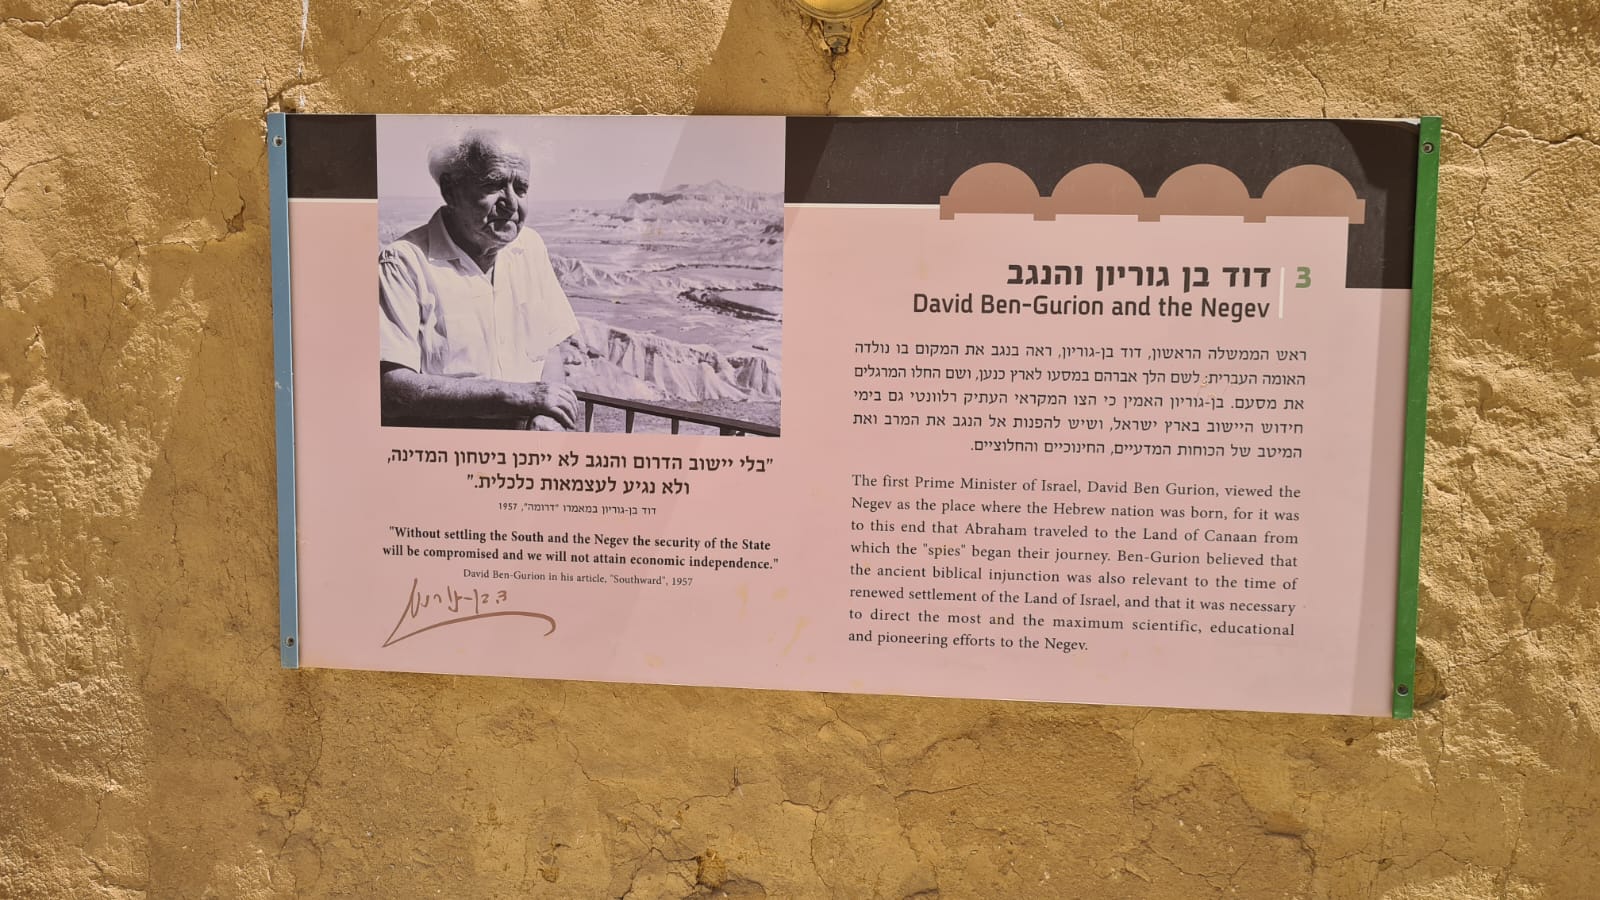 "בלי יישוב הדרום והנגב לא ייתכן ביטחון המדינה,
ולא נגיע לעצמאות כלכלית."
דוד בן-גוריון במאמרו "דרומה", 1957
"Without settling the South and the Negev the security of the State
will be compromised and we will not attain economic independence."
David Ben-Gurion in his article, "Southward", 1957
ד. בן-גוריון
3 דוד בן גוריון והנגב
David Ben-Gurion and the Negev
ראש הממשלה הראשון, דוד בן-גוריון, ראה בנגב את המקום בו נולדה
האומה העברית: לשם הלך אברהם במסעו לארץ כנען, ושם החלו המרגלים
את מסעם. בן-גוריון האמין כי הצו המקראי העתיק רלוונטי גם בימי
חידוש היישוב בארץ ישראל, ושיש להפנות אל הנגב את המרב ואת
המיטב של הכוחות המדעיים, החינוכיים והחלוציים.
The first Prime Minister of Israel, David Ben Gurion, viewed the
Negev as the place where the Hebrew nation was born, for it was
to this end that Abraham traveled to the Land of Canaan from
which the "spies" began their journey. Ben-Gurion believed that
the ancient biblical injunction was also relevant to the time of
renewed settlement of the Land of Israel, and that it was necessary
to direct the most and the maximum scientific, educational
and pioneering efforts to the Negev.